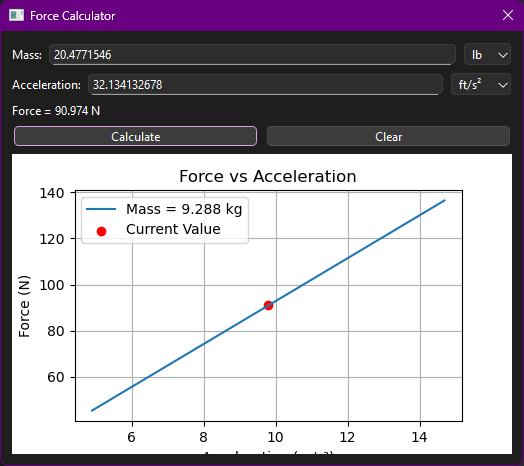 Force Calculator
Mass: 20.4771546 lb
Acceleration: 32.134132678 ft/s²
Force = 90.974 N
Calculate Clear
Force vs Acceleration
Mass = 9.288 kg
Current Value
Force (N)
140
120
100
80
60
6 8 10 12 14